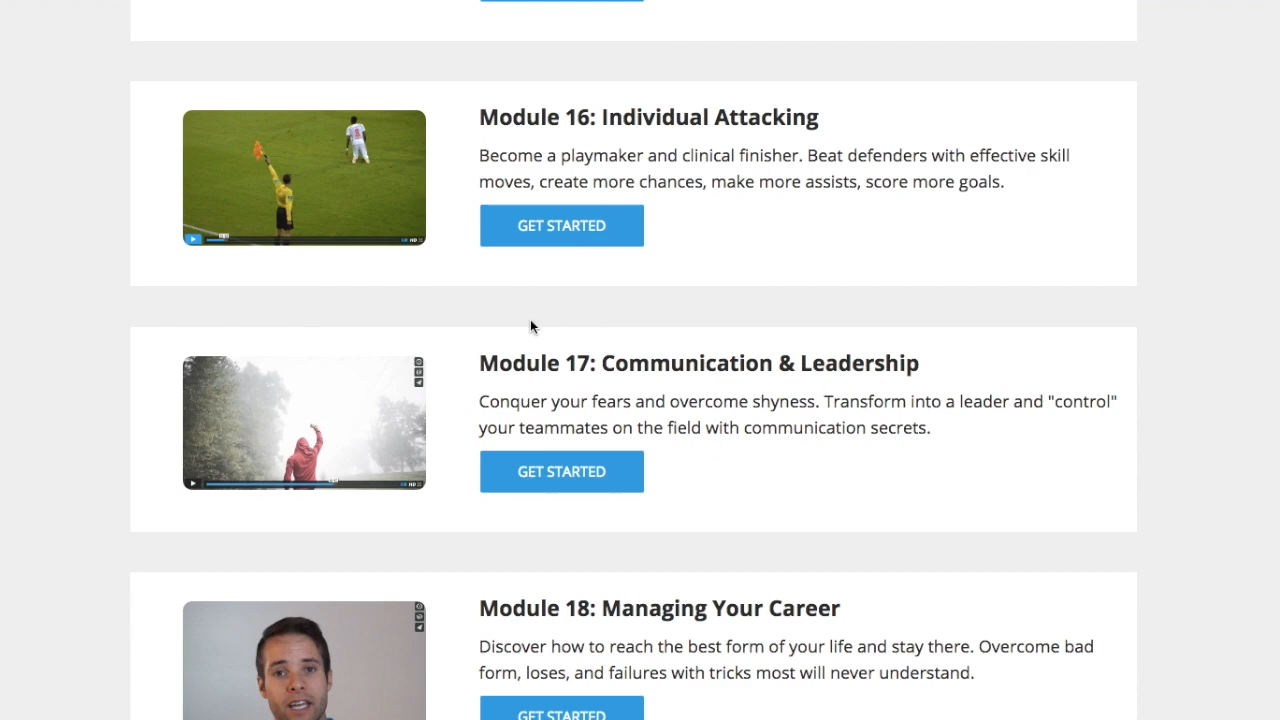 Module 16: Individual Attacking
Become a playmaker and clinical finisher. Beat defenders with effective skill
moves, create more chances, make more assists, score more goals.
GET STARTED
Module 17: Communication & Leadership
Conquer your fears and overcome shyness. Transform into a leader and "control"
your teammates on the field with communication secrets.
GET STARTED
Module 18: Managing Your Career
Discover how to reach the best form of your life and stay there. Overcome bad
form, loses, and failures with tricks most will never understand.
GET STARTED